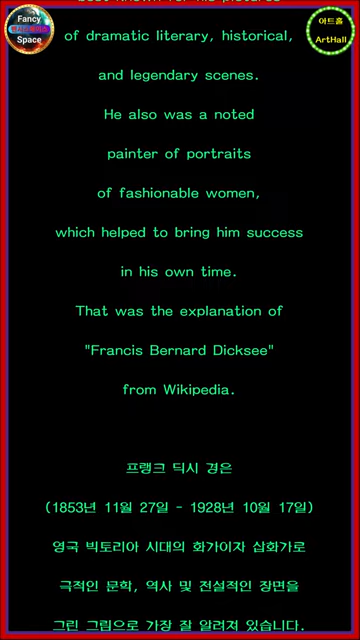 best known for his pictures
Fancy
Space
아트홀
ArtHall
of dramatic literary, historical,
and legendary scenes.
He also was a noted
painter of portraits
of fashionable women,
which helped to bring him success
in his own time.
That was the explanation of
"Francis Bernard Dicksee"
from Wikipedia.
프랭크 딕시 경은
(1853년 11월 27일 - 1928년 10월 17일)
영국 빅토리아 시대의 화가이자 삽화가로
극적인 문학, 역사 및 전설적인 장면을
그린 그림으로 가장 잘 알려져 있습니다.